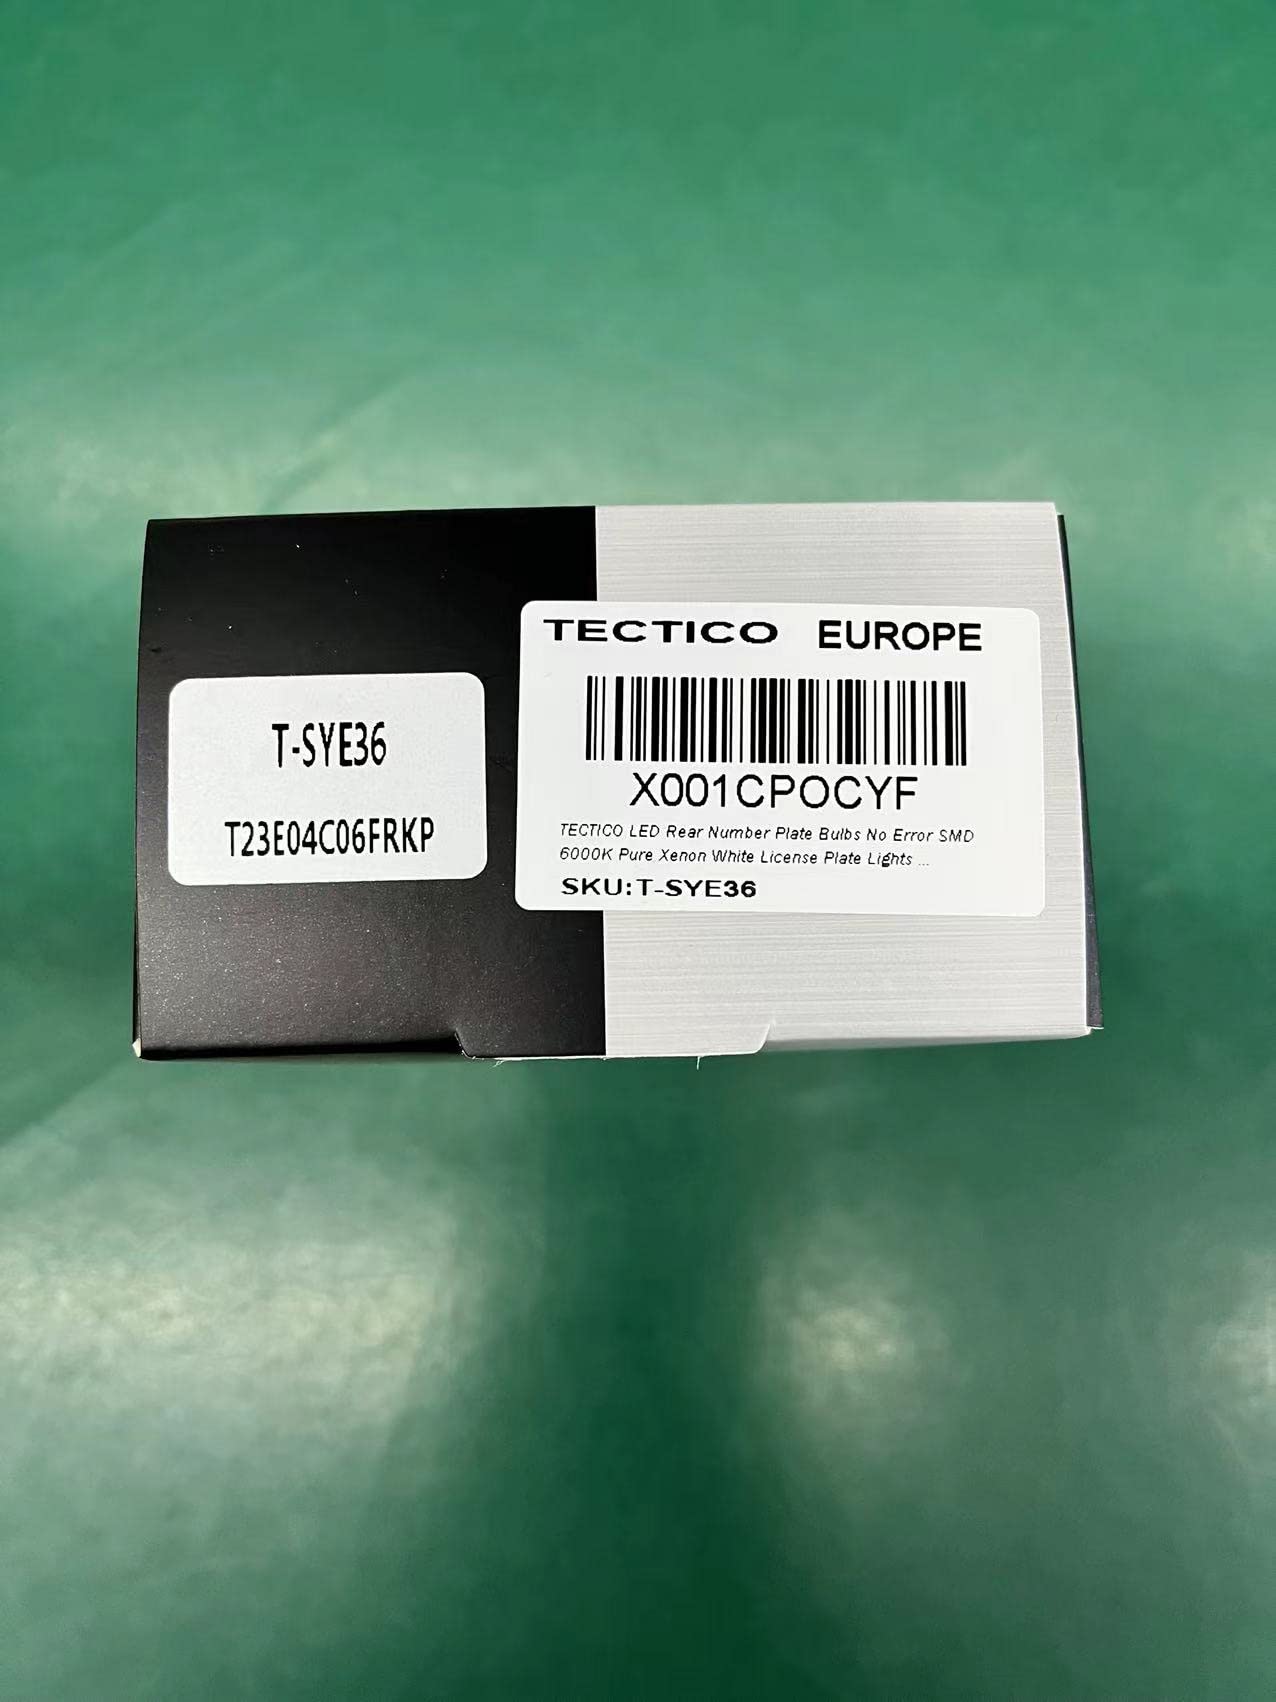 T-SYE36
T23E04C06FRKP
TECTICO EUROPE
X001CPOCYF
TECTICO LED Rear Number Plate Bulbs No Error SMD
6000K Pure Xenon White License Plate Lights ...
SKU:T-SYE36